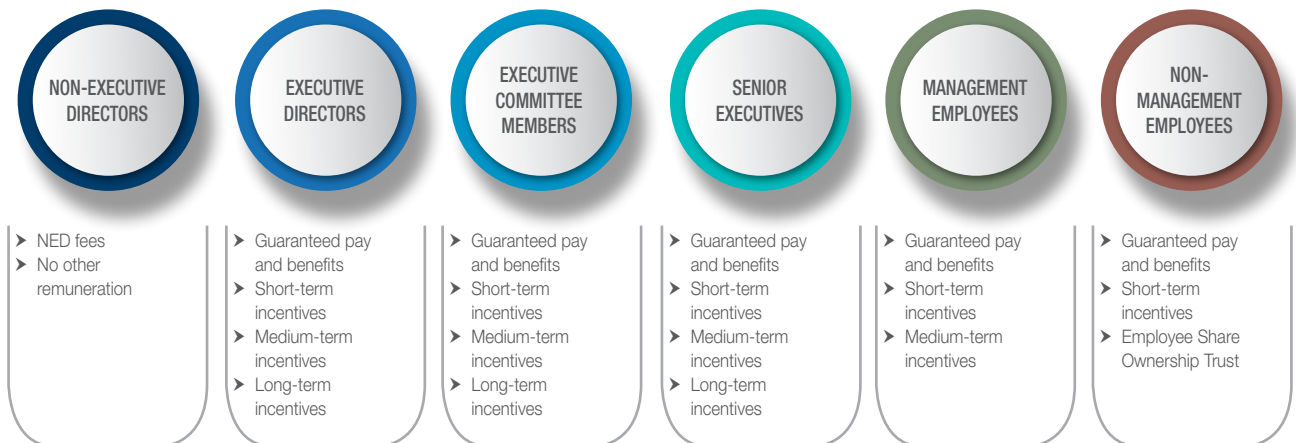 NON-EXECUTIVE
DIRECTORS
EXECUTIVE
DIRECTORS
EXECUTIVE
COMMITTEE
MEMBERS
SENIOR
EXECUTIVES
MANAGEMENT
EMPLOYEES
NON-
MANAGEMENT
EMPLOYEES
➤ NED fees
➤ No other
remuneration
➤ Guaranteed pay
and benefits
➤ Short-term
incentives
➤ Medium-term
incentives
➤ Long-term
incentives
➤ Guaranteed pay
and benefits
➤ Short-term
incentives
➤ Medium-term
incentives
➤ Long-term
incentives
➤ Guaranteed pay
and benefits
➤ Short-term
incentives
➤ Medium-term
incentives
➤ Long-term
incentives
➤ Guaranteed pay
and benefits
➤ Short-term
incentives
➤ Medium-term
incentives
➤ Guaranteed pay
and benefits
➤ Short-term
incentives
➤ Employee Share
Ownership Trust